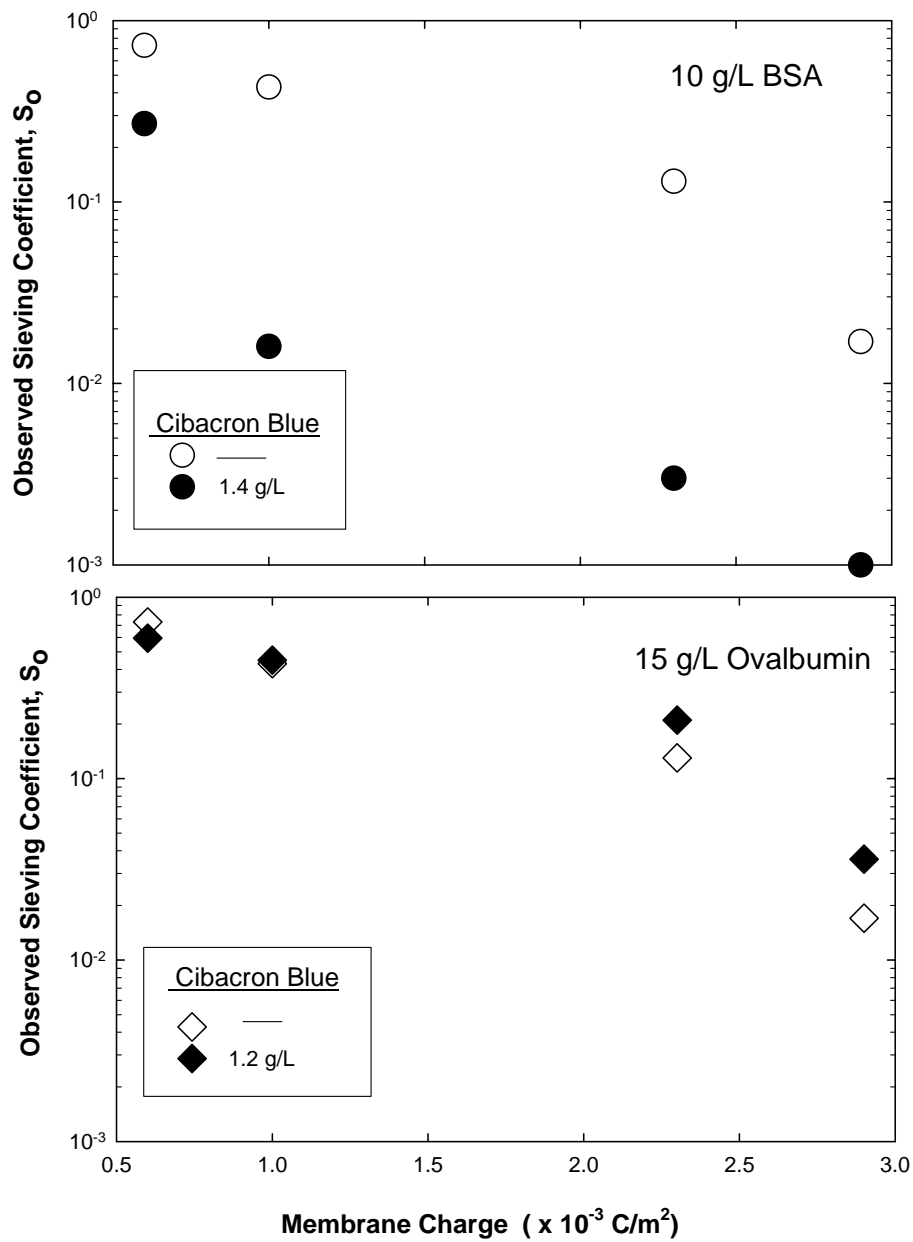 10⁰
10 g/L BSA
10⁻¹
Observed Sieving Coefficient, Sₒ
10⁻²
Cibacron Blue
1.4 g/L
10⁻³
10⁰
15 g/L Ovalbumin
10⁻¹
Observed Sieving Coefficient, Sₒ
10⁻²
Cibacron Blue
1.2 g/L
10⁻³
0.5 1.0 1.5 2.0 2.5 3.0
Membrane Charge ( x 10⁻³ C/m²)